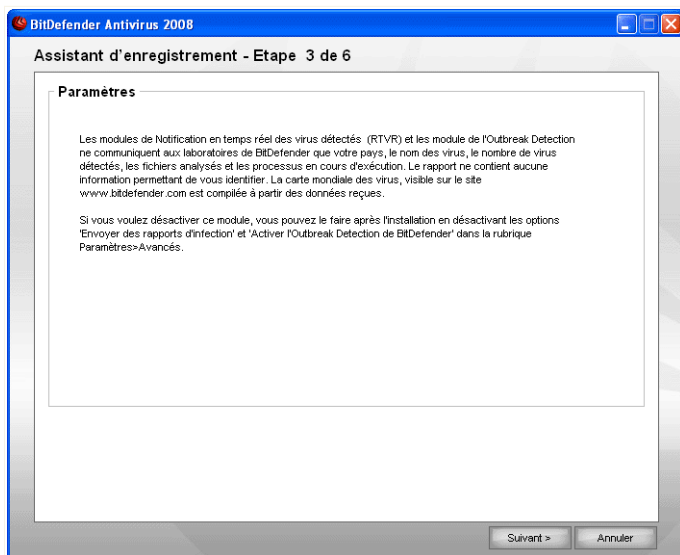 BitDefender Antivirus 2008
Assistant d'enregistrement - Etape 3 de 6
Paramètres
Les modules de Notification en temps réel des virus détectés (RTVR) et les module de l'Outbreak Detection
ne communiquent aux laboratoires de BitDefender que votre pays, le nom des virus, le nombre de virus
détectés, les fichiers analysés et les processus en cours d'exécution. Le rapport ne contient aucune
information permettant de vous identifier. La carte mondiale des virus, visible sur le site
www.bitdefender.com est compilée à partir des données reçues.
Si vous voulez désactiver ce module, vous pouvez le faire après l'installation en désactivant les options
'Envoyer des rapports d'infection' et 'Activer l'Outbreak Detection de BitDefender' dans la rubrique
Paramètres>Avancés.
Suivant >
Annuler